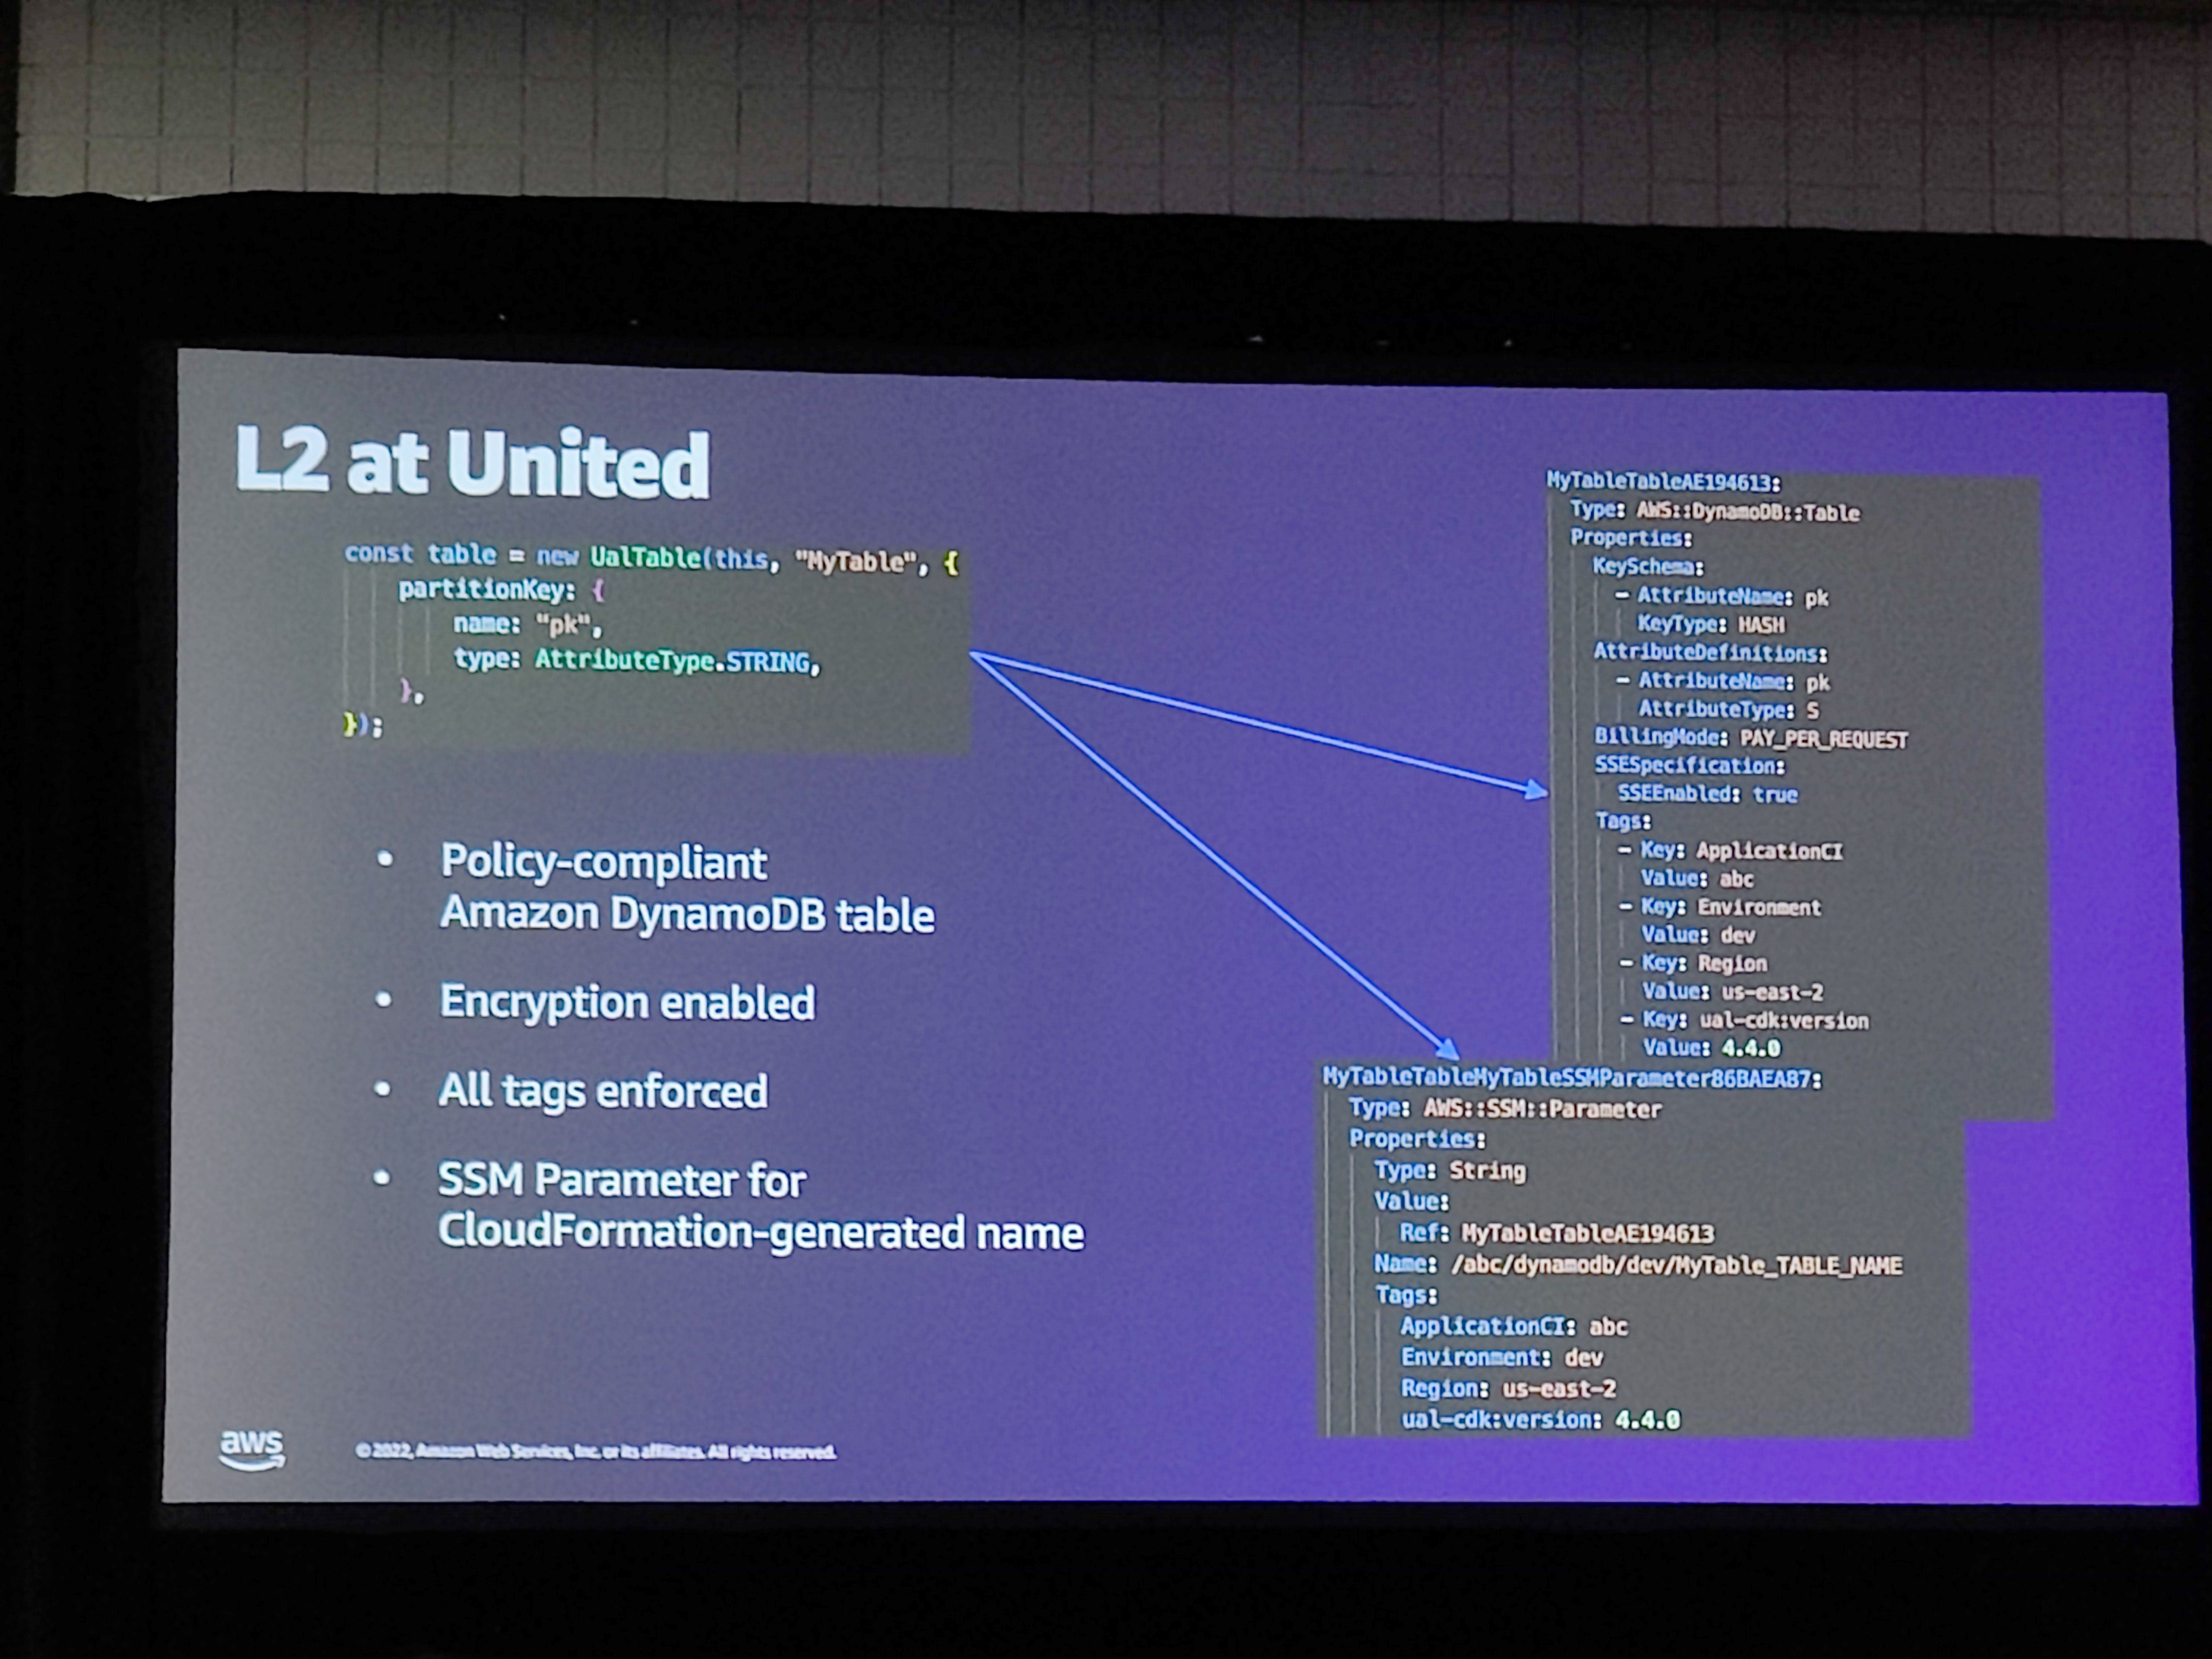 L2 at United
const table = new UalTable(this, "MyTable", {
partitionKey: {
name: "pk",
type: AttributeType.STRING,
},
});
• Policy-compliant
Amazon DynamoDB table
• Encryption enabled
• All tags enforced
• SSM Parameter for
CloudFormation-generated name
MyTableTableAE194613:
Type: AWS::DynamoDB::Table
Properties:
KeySchema:
- AttributeName: pk
KeyType: HASH
AttributeDefinitions:
- AttributeName: pk
AttributeType: S
BillingMode: PAY_PER_REQUEST
SSESpecification:
SSEEnabled: true
Tags:
- Key: ApplicationCI
Value: abc
- Key: Environment
Value: dev
- Key: Region
Value: us-east-2
- Key: ual-cdk:version
Value: 4.4.0
MyTableTableMyTableSSMParameter86BAEA87:
Type: AWS::SSM::Parameter
Properties:
Type: String
Value:
Ref: MyTableTableAE194613
Name: /abc/dynamodb/dev/MyTable_TABLE_NAME
Tags:
ApplicationCI: abc
Environment: dev
Region: us-east-2
ual-cdk:version: 4.4.0
aws
© 2022, Amazon Web Services, Inc. or its affiliates. All rights reserved.